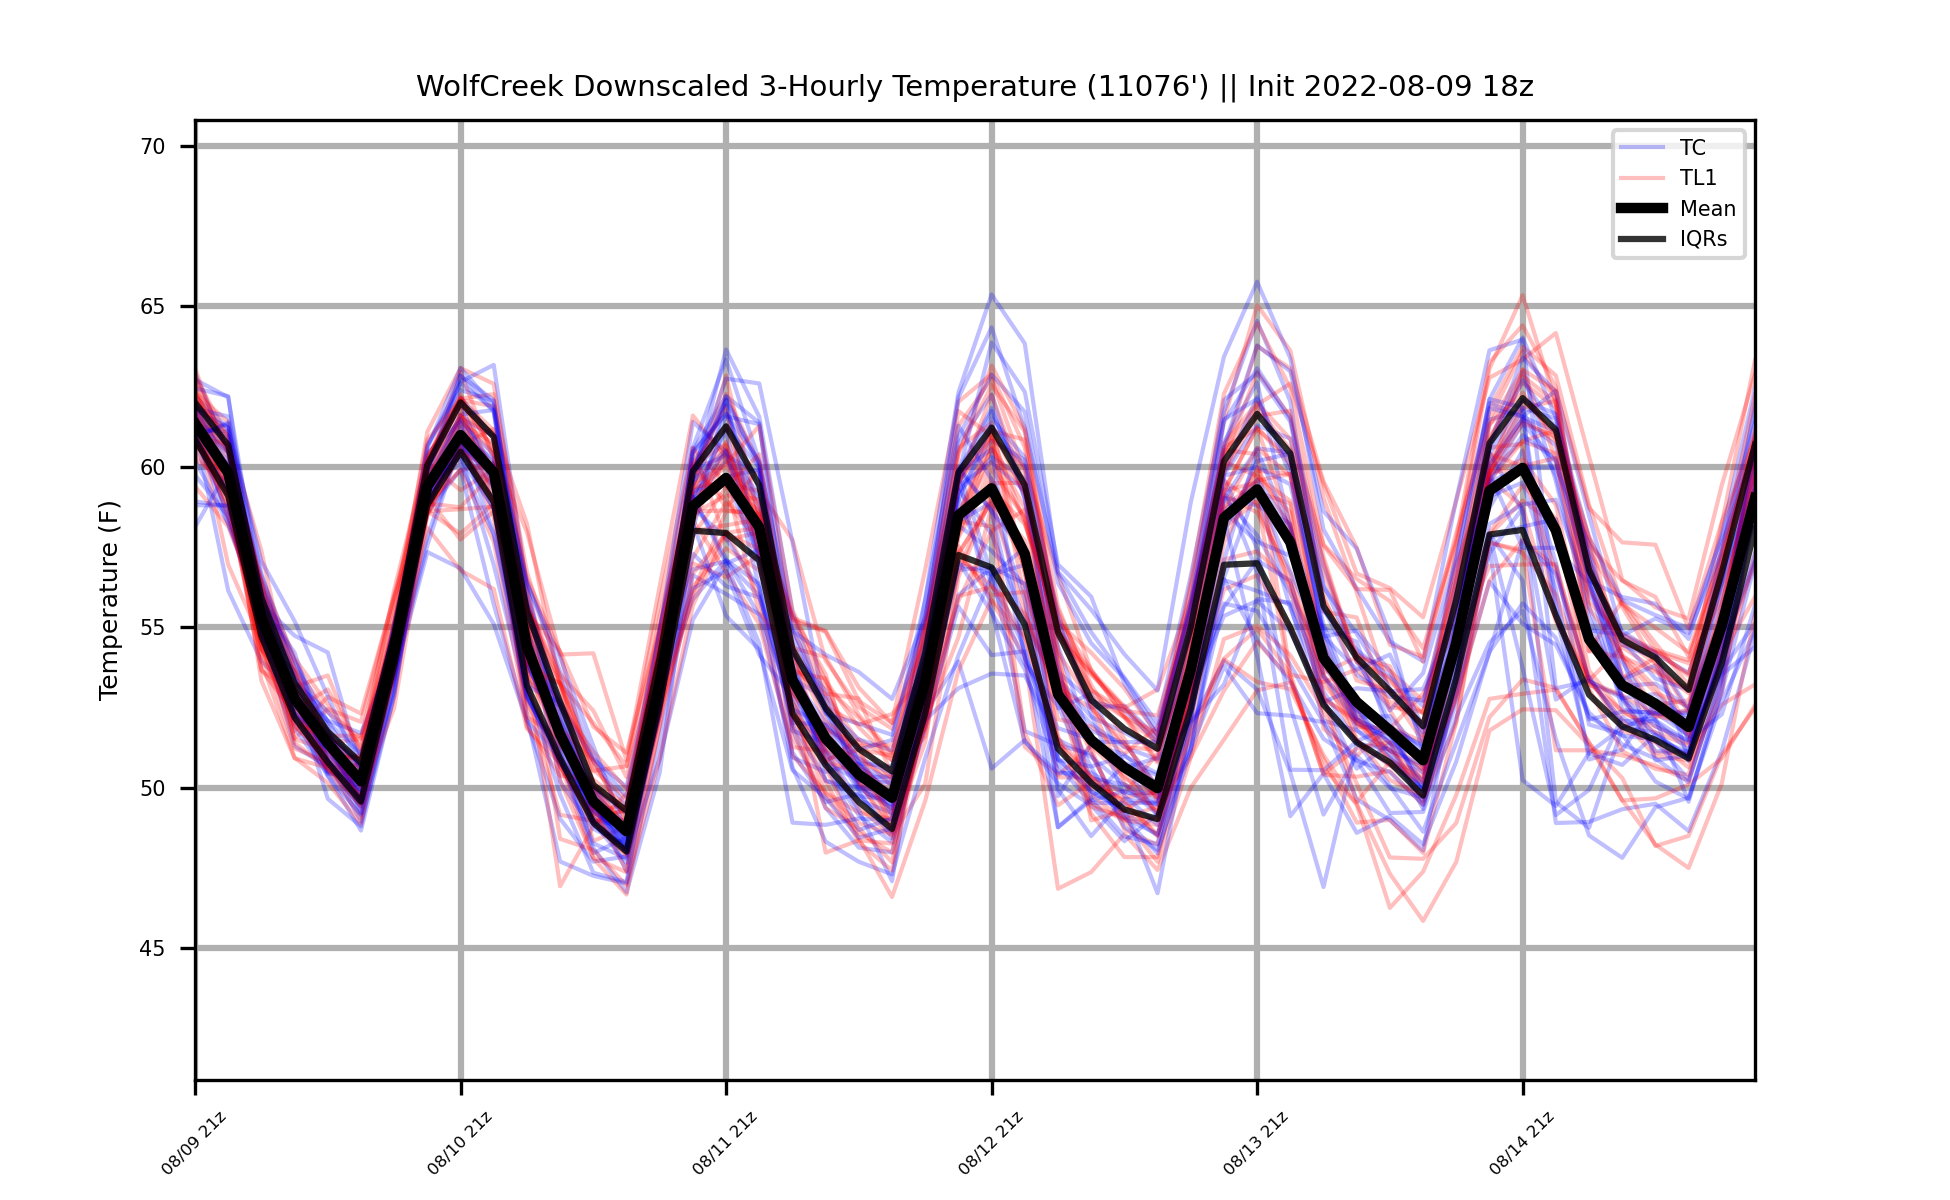 WolfCreek Downscaled 3-Hourly Temperature (11076') || Init 2022-08-09 18z
TC
TL1
Mean
IQRs
Temperature (F)
70
65
60
55
50
45
08/09 21z
08/10 21z
08/11 21z
08/12 21z
08/13 21z
08/14 21z